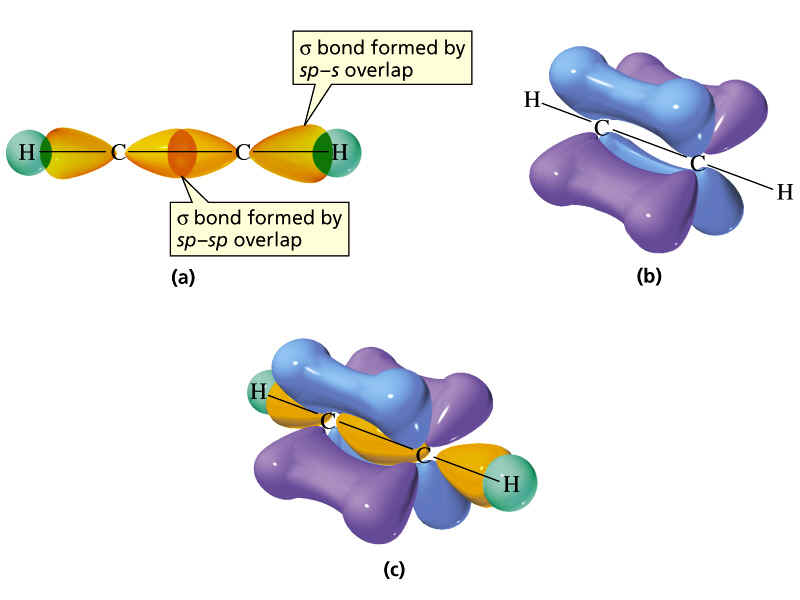 σ bond formed by
sp–s overlap
H C C H
σ bond formed by
sp–sp overlap
(a)
H
C
C
H
(b)
H
C
C
H
(c)